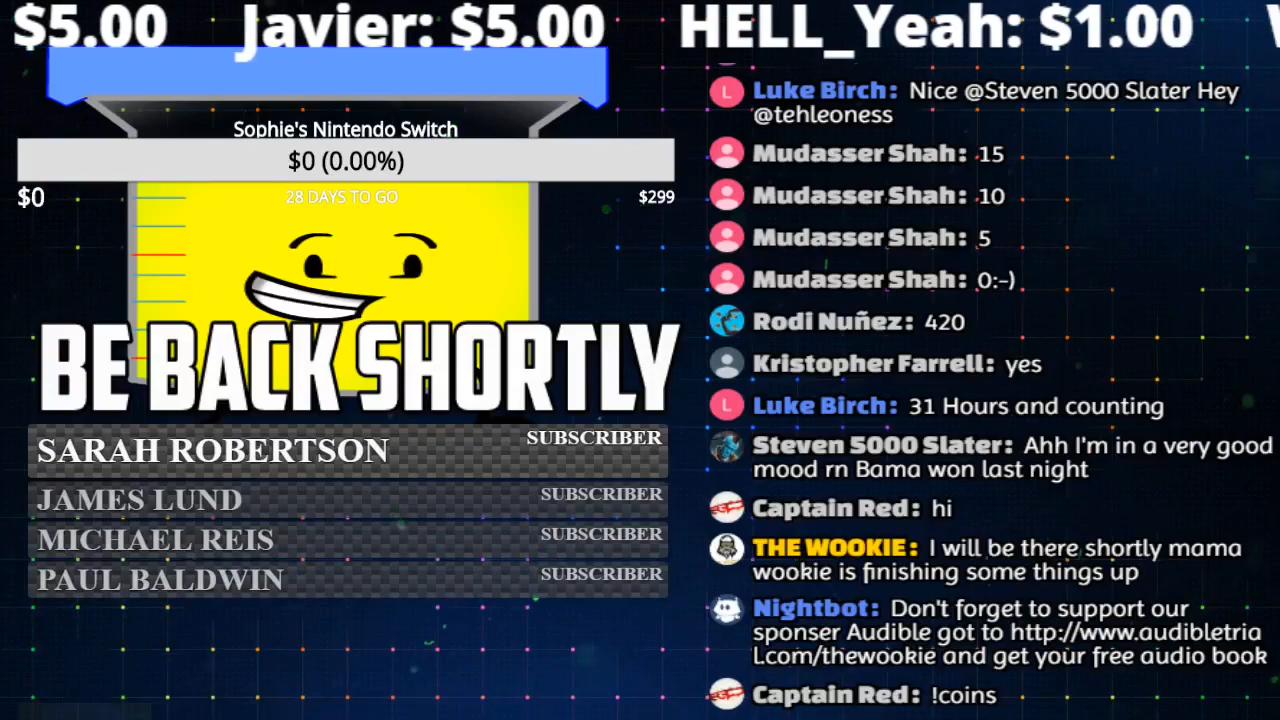 $5.00 Javier: $5.00 HELL_Yeah: $1.00
Sophie's Nintendo Switch
$0 (0.00%)
$0 28 DAYS TO GO $299
BE BACK SHORTLY
SARAH ROBERTSON SUBSCRIBER
JAMES LUND SUBSCRIBER
MICHAEL REIS SUBSCRIBER
PAUL BALDWIN SUBSCRIBER
L Luke Birch: Nice @Steven 5000 Slater Hey
@tehleoness
Mudasser Shah: 15
Mudasser Shah: 10
Mudasser Shah: 5
Mudasser Shah: 0:-)
Rodi Nuñez: 420
Kristopher Farrell: yes
L Luke Birch: 31 Hours and counting
Steven 5000 Slater: Ahh I'm in a very good
mood rn Bama won last night
Captain Red: hi
THE WOOKIE: I will be there shortly mama
wookie is finishing some things up
Nightbot: Don't forget to support our
sponser Audible got to http://www.audibletria
l.com/thewookie and get your free audio book
Captain Red: !coins